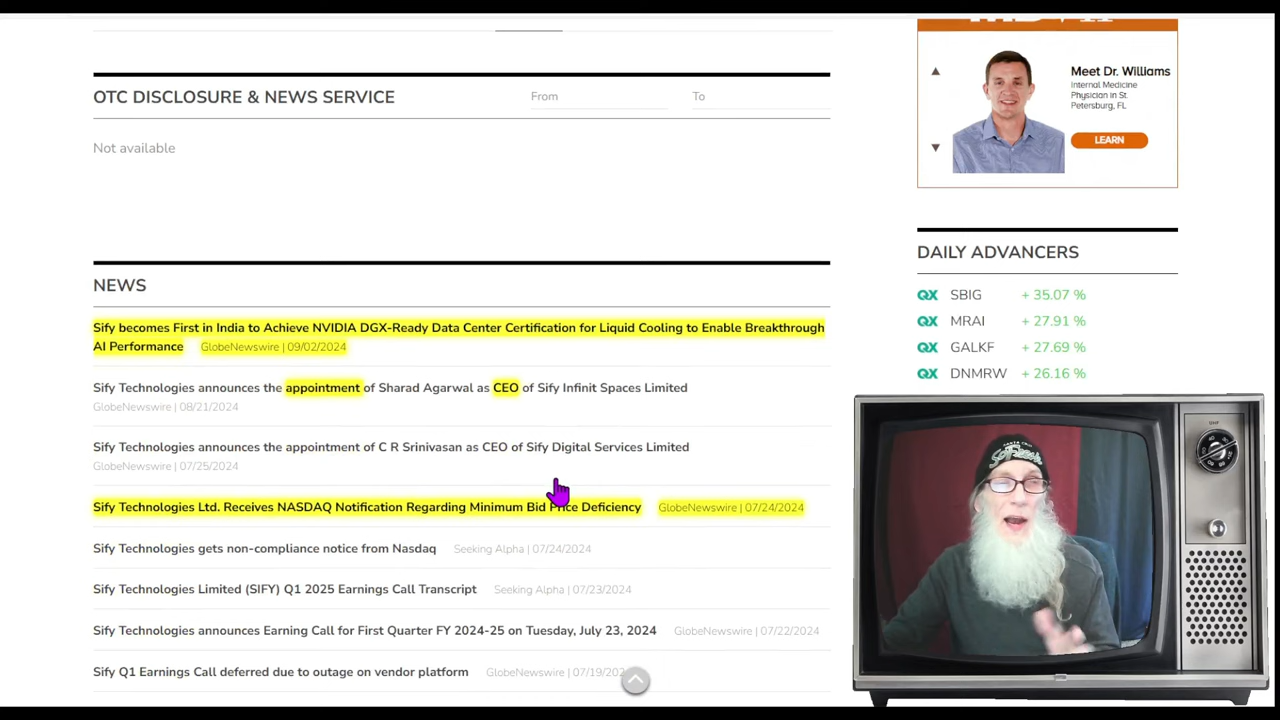 OTC DISCLOSURE & NEWS SERVICE
From
To
Not available
NEWS
Sify becomes First in India to Achieve NVIDIA DGX-Ready Data Center Certification for Liquid Cooling to Enable Breakthrough
AI Performance GlobeNewswire | 09/02/2024
Sify Technologies announces the appointment of Sharad Agarwal as CEO of Sify Infinit Spaces Limited
GlobeNewswire | 08/21/2024
Sify Technologies announces the appointment of C R Srinivasan as CEO of Sify Digital Services Limited
GlobeNewswire | 07/25/2024
Sify Technologies Ltd. Receives NASDAQ Notification Regarding Minimum Bid Price Deficiency GlobeNewswire | 07/24/2024
Sify Technologies gets non-compliance notice from Nasdaq Seeking Alpha | 07/24/2024
Sify Technologies Limited (SIFY) Q1 2025 Earnings Call Transcript Seeking Alpha | 07/23/2024
Sify Technologies announces Earning Call for First Quarter FY 2024-25 on Tuesday, July 23, 2024 GlobeNewswire | 07/22/2024
Sify Q1 Earnings Call deferred due to outage on vendor platform GlobeNewswire | 07/19/202
Meet Dr. Williams
Internal Medicine
Physician in St.
Petersburg, FL
LEARN
DAILY ADVANCERS
QX SBIG + 35.07 %
QX MRAI + 27.91 %
QX GALKF + 27.69 %
QX DNMRW + 26.16 %